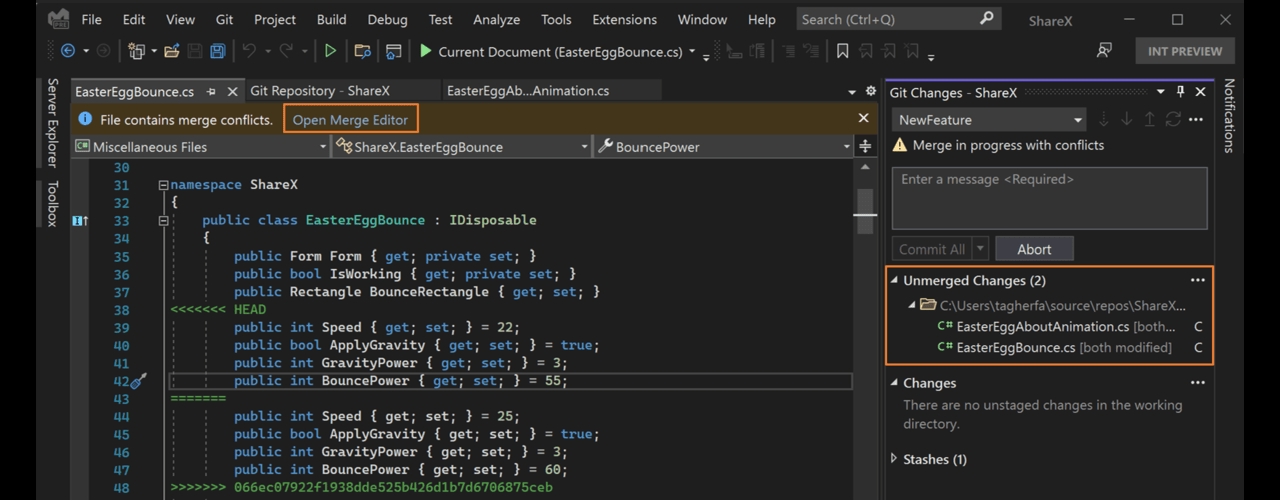 File Edit View Git Project Build Debug Test Analyze Tools Extensions Window Help Search (Ctrl+Q) ShareX
PRE
Current Document (EasterEggBounce.cs) INT PREVIEW
Server Explorer
Toolbox
EasterEggBounce.cs Git Repository - ShareX EasterEggAb...Animation.cs
File contains merge conflicts. Open Merge Editor
Miscellaneous Files ShareX.EasterEggBounce BouncePower
30
31 namespace ShareX
32 {
33 public class EasterEggBounce : IDisposable
34 {
35 public Form Form { get; private set; }
36 public bool IsWorking { get; private set; }
37 public Rectangle BounceRectangle { get; set; }
38 <<<<<<< HEAD
39 public int Speed { get; set; } = 22;
40 public bool ApplyGravity { get; set; } = true;
41 public int GravityPower { get; set; } = 3;
42 public int BouncePower { get; set; } = 55;
43 =======
44 public int Speed { get; set; } = 25;
45 public bool ApplyGravity { get; set; } = true;
46 public int GravityPower { get; set; } = 3;
47 public int BouncePower { get; set; } = 60;
48 >>>>>>> 066ec07922f1938dde525b426d1b7d6706875ceb
Git Changes - ShareX
NewFeature
Merge in progress with conflicts
Enter a message <Required>
Commit All Abort
Unmerged Changes (2)
C:\Users\tagherfa\source\repos\ShareX...
C# EasterEggAboutAnimation.cs [both... C
C# EasterEggBounce.cs [both modified] C
Changes
There are no unstaged changes in the working
directory.
Stashes (1)
Notifications